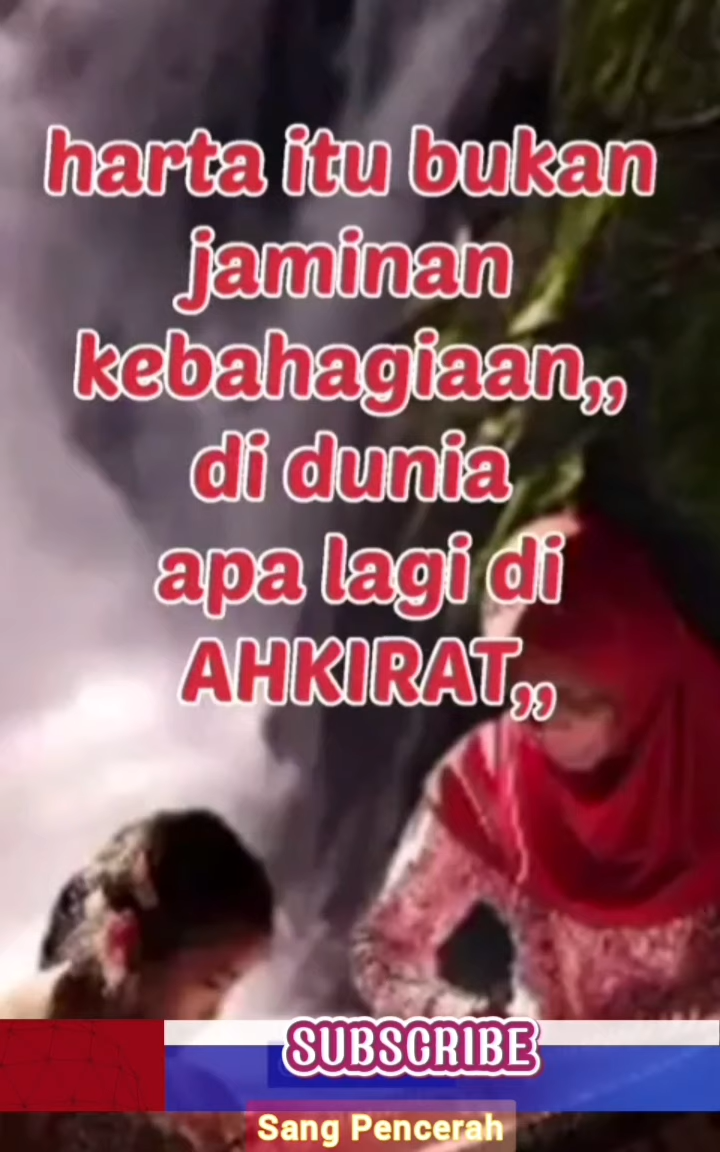 harta itu bukan
jaminan
kebahagiaan,,
di dunia
apa lagi di
AHKIRAT,,
SUBSCRIBE
Sang Pencerah